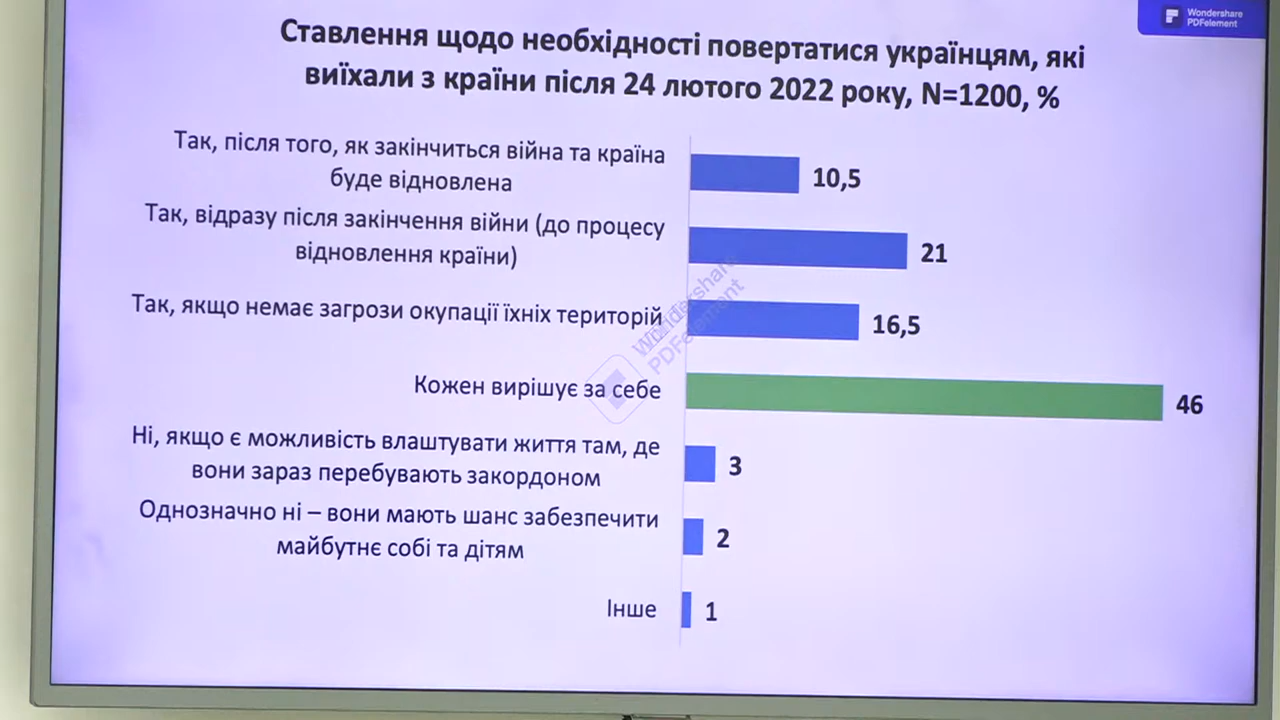 Wondershare
PDFelement
Ставлення щодо необхідності повертатися українцям, які
виїхали з країни після 24 лютого 2022 року, N=1200, %
Так, після того, як закінчиться війна та країна
буде відновлена
10,5
Так, відразу після закінчення війни (до процесу
відновлення країни)
21
Так, якщо немає загрози окупації їхніх територій
16,5
Wondershare
PDFelement
Кожен вирішує за себе
46
Ні, якщо є можливість влаштувати життя там, де
вони зараз перебувають закордоном
3
Однозначно ні – вони мають шанс забезпечити
майбутнє собі та дітям
2
Інше
1